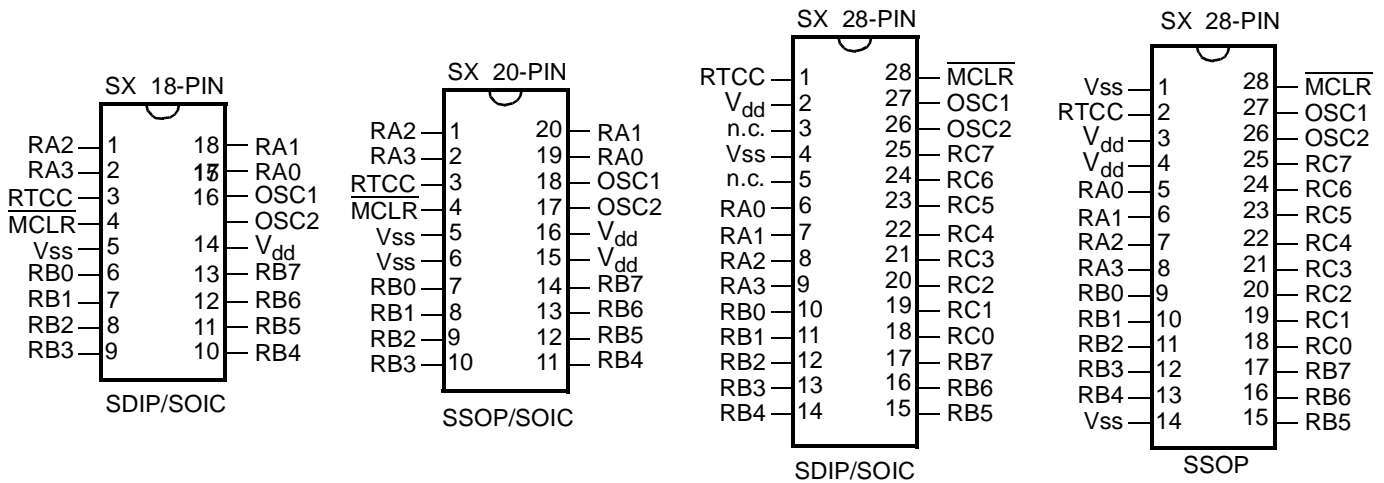 SX 18-PIN
RA2 1 18 RA1
RA3 2 17 RA0
RTCC 3 16 OSC1
MCLR 4 OSC2
Vss 5 14 Vdd
RB0 6 13 RB7
RB1 7 12 RB6
RB2 8 11 RB5
RB3 9 10 RB4
SDIP/SOIC
SX 20-PIN
RA2 1 20 RA1
RA3 2 19 RA0
RTCC 3 18 OSC1
MCLR 4 17 OSC2
Vss 5 16 Vdd
Vss 6 15 Vdd
RB0 7 14 RB7
RB1 8 13 RB6
RB2 9 12 RB5
RB3 10 11 RB4
SSOP/SOIC
SX 28-PIN
RTCC 1 28 MCLR
Vdd 2 27 OSC1
n.c. 3 26 OSC2
Vss 4 25 RC7
n.c. 5 24 RC6
RA0 6 23 RC5
RA1 7 22 RC4
RA2 8 21 RC3
RA3 9 20 RC2
RB0 10 19 RC1
RB1 11 18 RC0
RB2 12 17 RB7
RB3 13 16 RB6
RB4 14 15 RB5
SDIP/SOIC
SX 28-PIN
Vss 1 28 MCLR
RTCC 2 27 OSC1
Vdd 3 26 OSC2
Vdd 4 25 RC7
RA0 5 24 RC6
RA1 6 23 RC5
RA2 7 22 RC4
RA3 8 21 RC3
RB0 9 20 RC2
RB1 10 19 RC1
RB2 11 18 RC0
RB3 12 17 RB7
RB4 13 16 RB6
Vss 14 15 RB5
SSOP